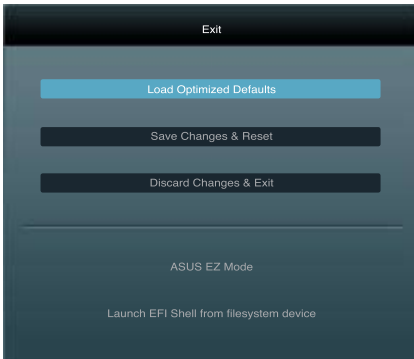 Exit
Load Optimized Defaults
Save Changes & Reset
Discard Changes & Exit
ASUS EZ Mode
Launch EFI Shell from filesystem device